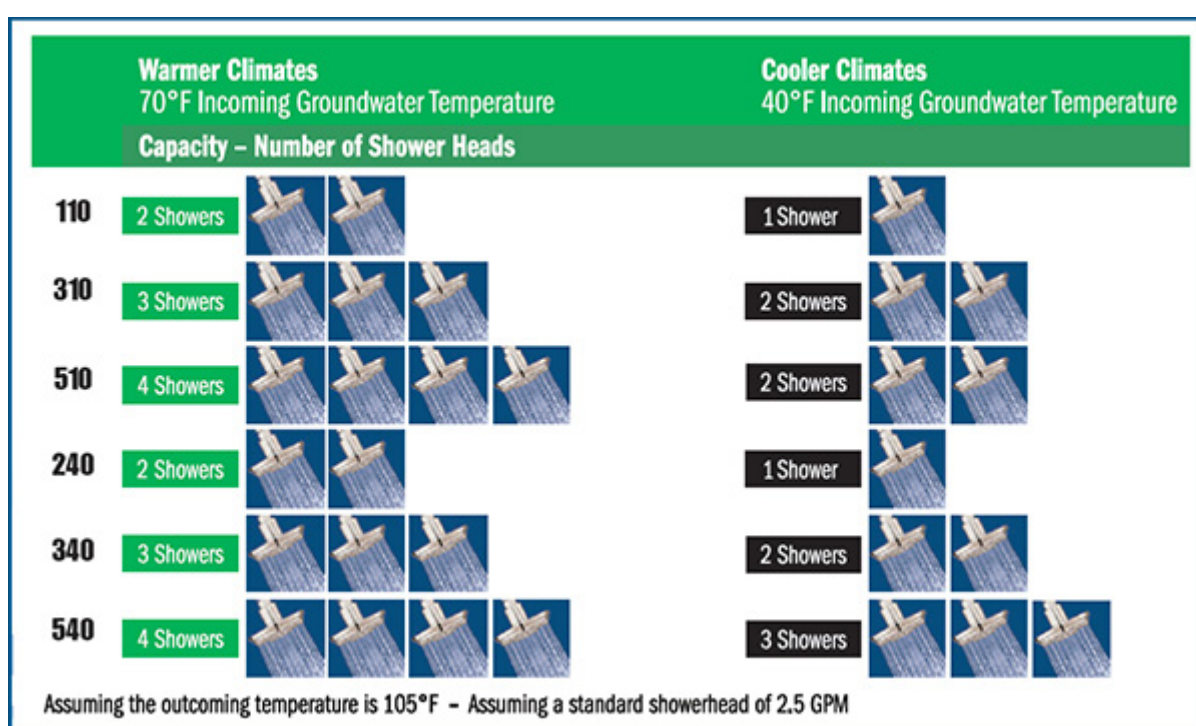 Warmer Climates
70°F Incoming Groundwater Temperature
Cooler Climates
40°F Incoming Groundwater Temperature
Capacity – Number of Shower Heads
110 2 Showers 1 Shower
310 3 Showers 2 Showers
510 4 Showers 2 Showers
240 2 Showers 1 Shower
340 3 Showers 2 Showers
540 4 Showers 3 Showers
Assuming the outcoming temperature is 105°F – Assuming a standard showerhead of 2.5 GPM